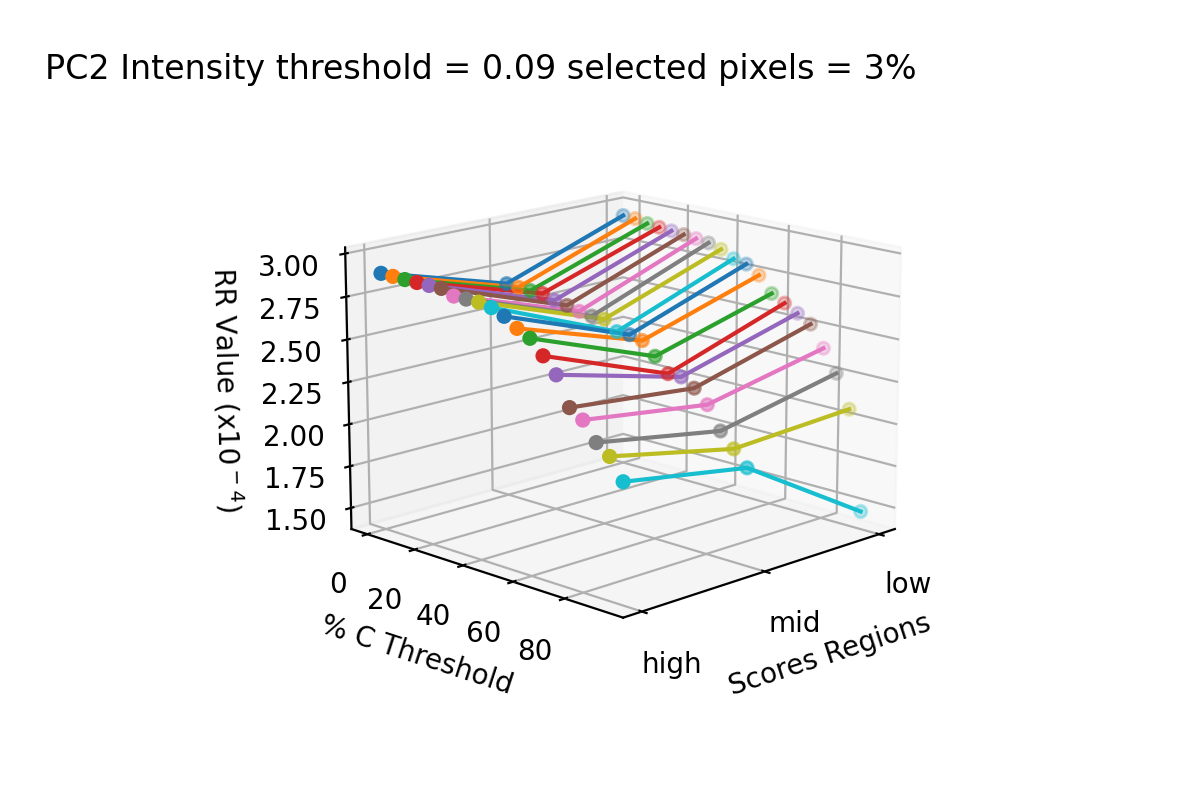 PC2 Intensity threshold = 0.09 selected pixels = 3%
3.00
2.75
2.50
2.25
2.00
1.75
1.50
RR Value (x10⁻⁴)
0
20
40
60
80
% C Threshold
high
mid
low
Scores Regions